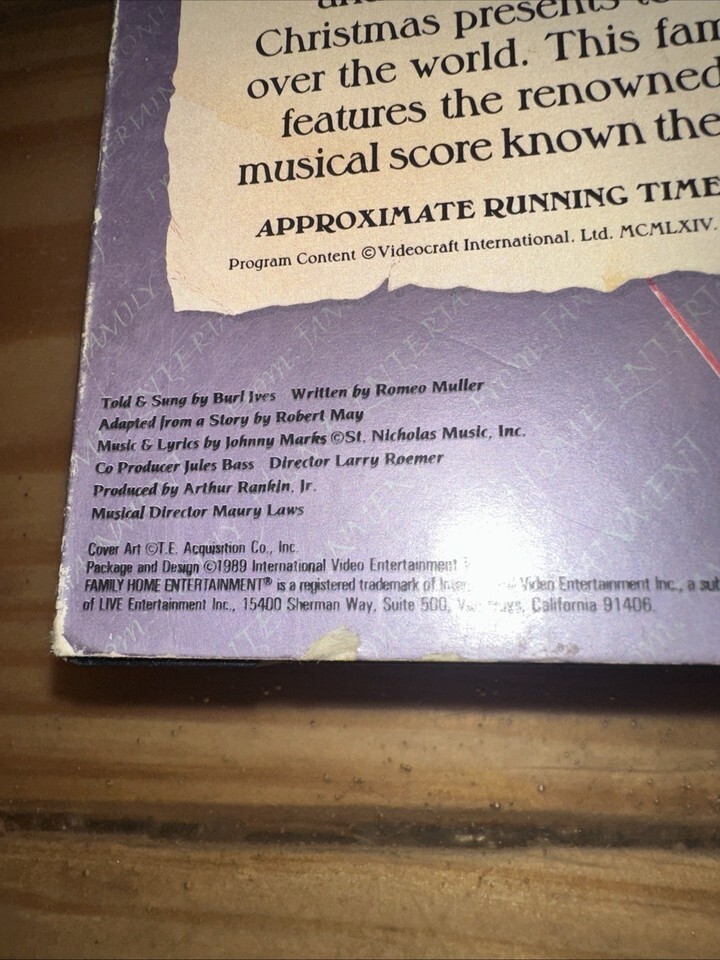 Christmas presents
over the world. This
features the renowned
musical score known the
APPROXIMATE RUNNING TIME
Program Content ©Videocraft International, Ltd. MCMLXIV.
Told & Sung by Burl Ives Written by Romeo Muller
Adapted from a Story by Robert May
Music & Lyrics by Johnny Marks ©St. Nicholas Music, Inc.
Co Producer Jules Bass Director Larry Roemer
Produced by Arthur Rankin, Jr.
Musical Director Maury Laws
Cover Art ©T.E. Acquisition Co., Inc.
Package and Design ©1989 International Video Entertainment
FAMILY HOME ENTERTAINMENT® is a registered trademark of Video Entertainment Inc., a
of LIVE Entertainment Inc., 15400 Sherman Way, Suite 500, California 91406.